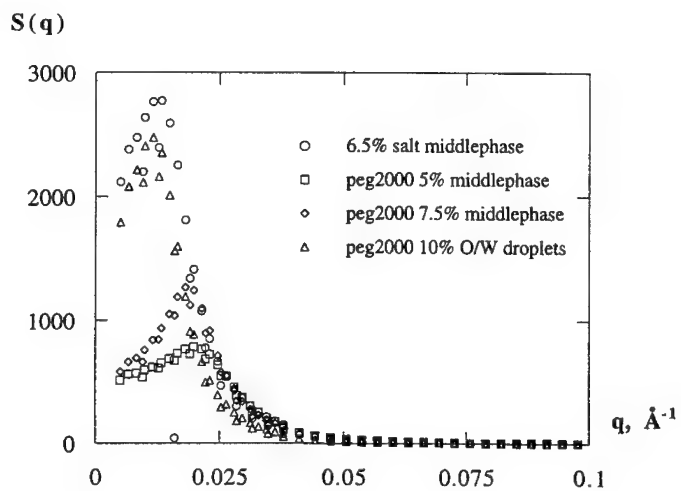 S(q)
3000
6.5% salt middlephase
peg2000 5% middlephase
2000
peg2000 7.5% middlephase
peg2000 10% O/W droplets
1000
q, Å-1
0
0 0.025 0.05 0.075 0.1